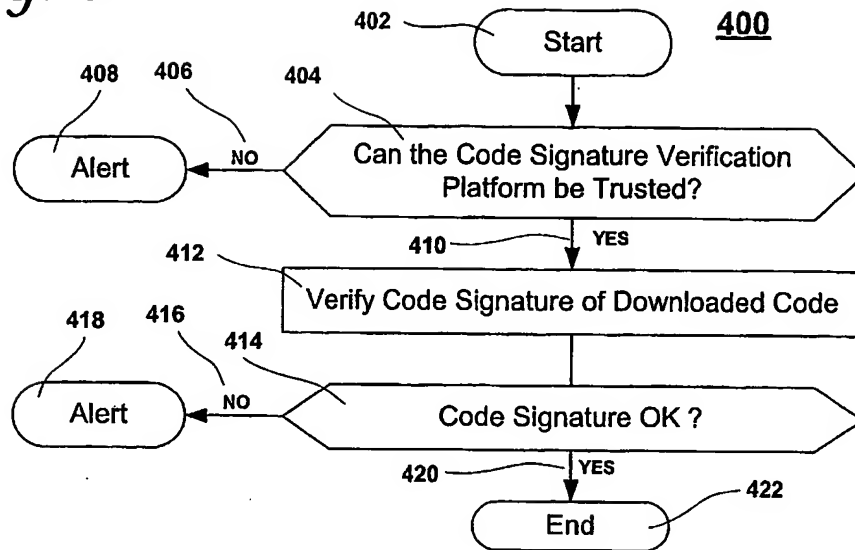 402
Start
400
408
406
404
Alert
NO
Can the Code Signature Verification
Platform be Trusted?
410
YES
412
Verify Code Signature of Downloaded Code
418
416
414
Alert
NO
Code Signature OK ?
420
YES
422
End